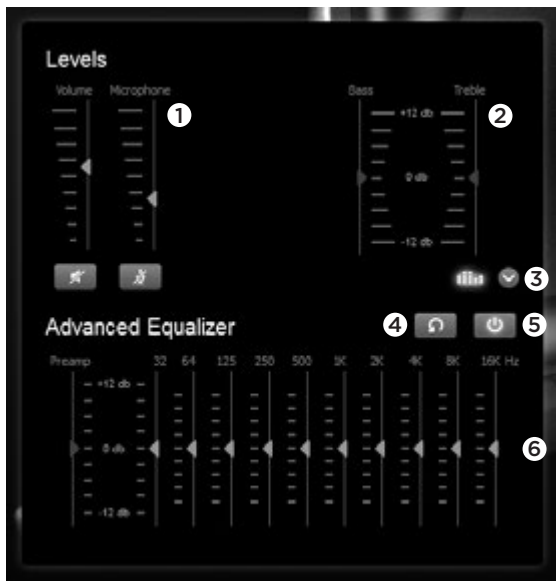 Levels
Volume Microphone Bass Treble
1 2
+12 db
0 db
-12 db
3
Advanced Equalizer 4 5
Preamp 32 64 125 250 500 1K 2K 4K 8K 16K Hz
+12 db
0 db 6
-12 db